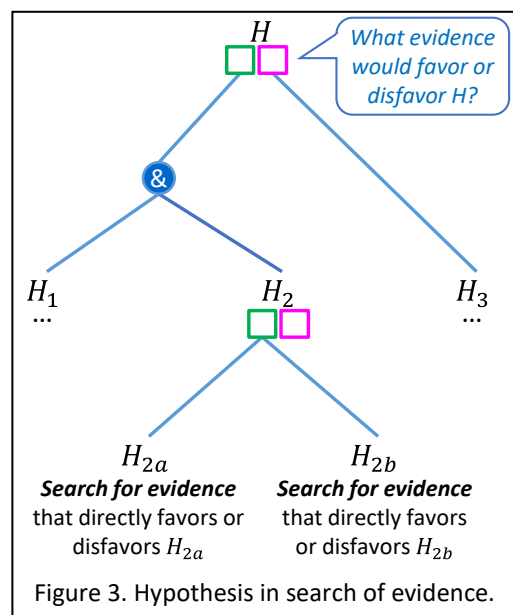 H
What evidence
would favor or
disfavor H?
&
H₁
...
H₂
H₃
...
H₂ₐ
Search for evidence
that directly favors or
disfavors H₂ₐ
H₂b
Search for evidence
that directly favors
or disfavors H₂b
Figure 3. Hypothesis in search of evidence.